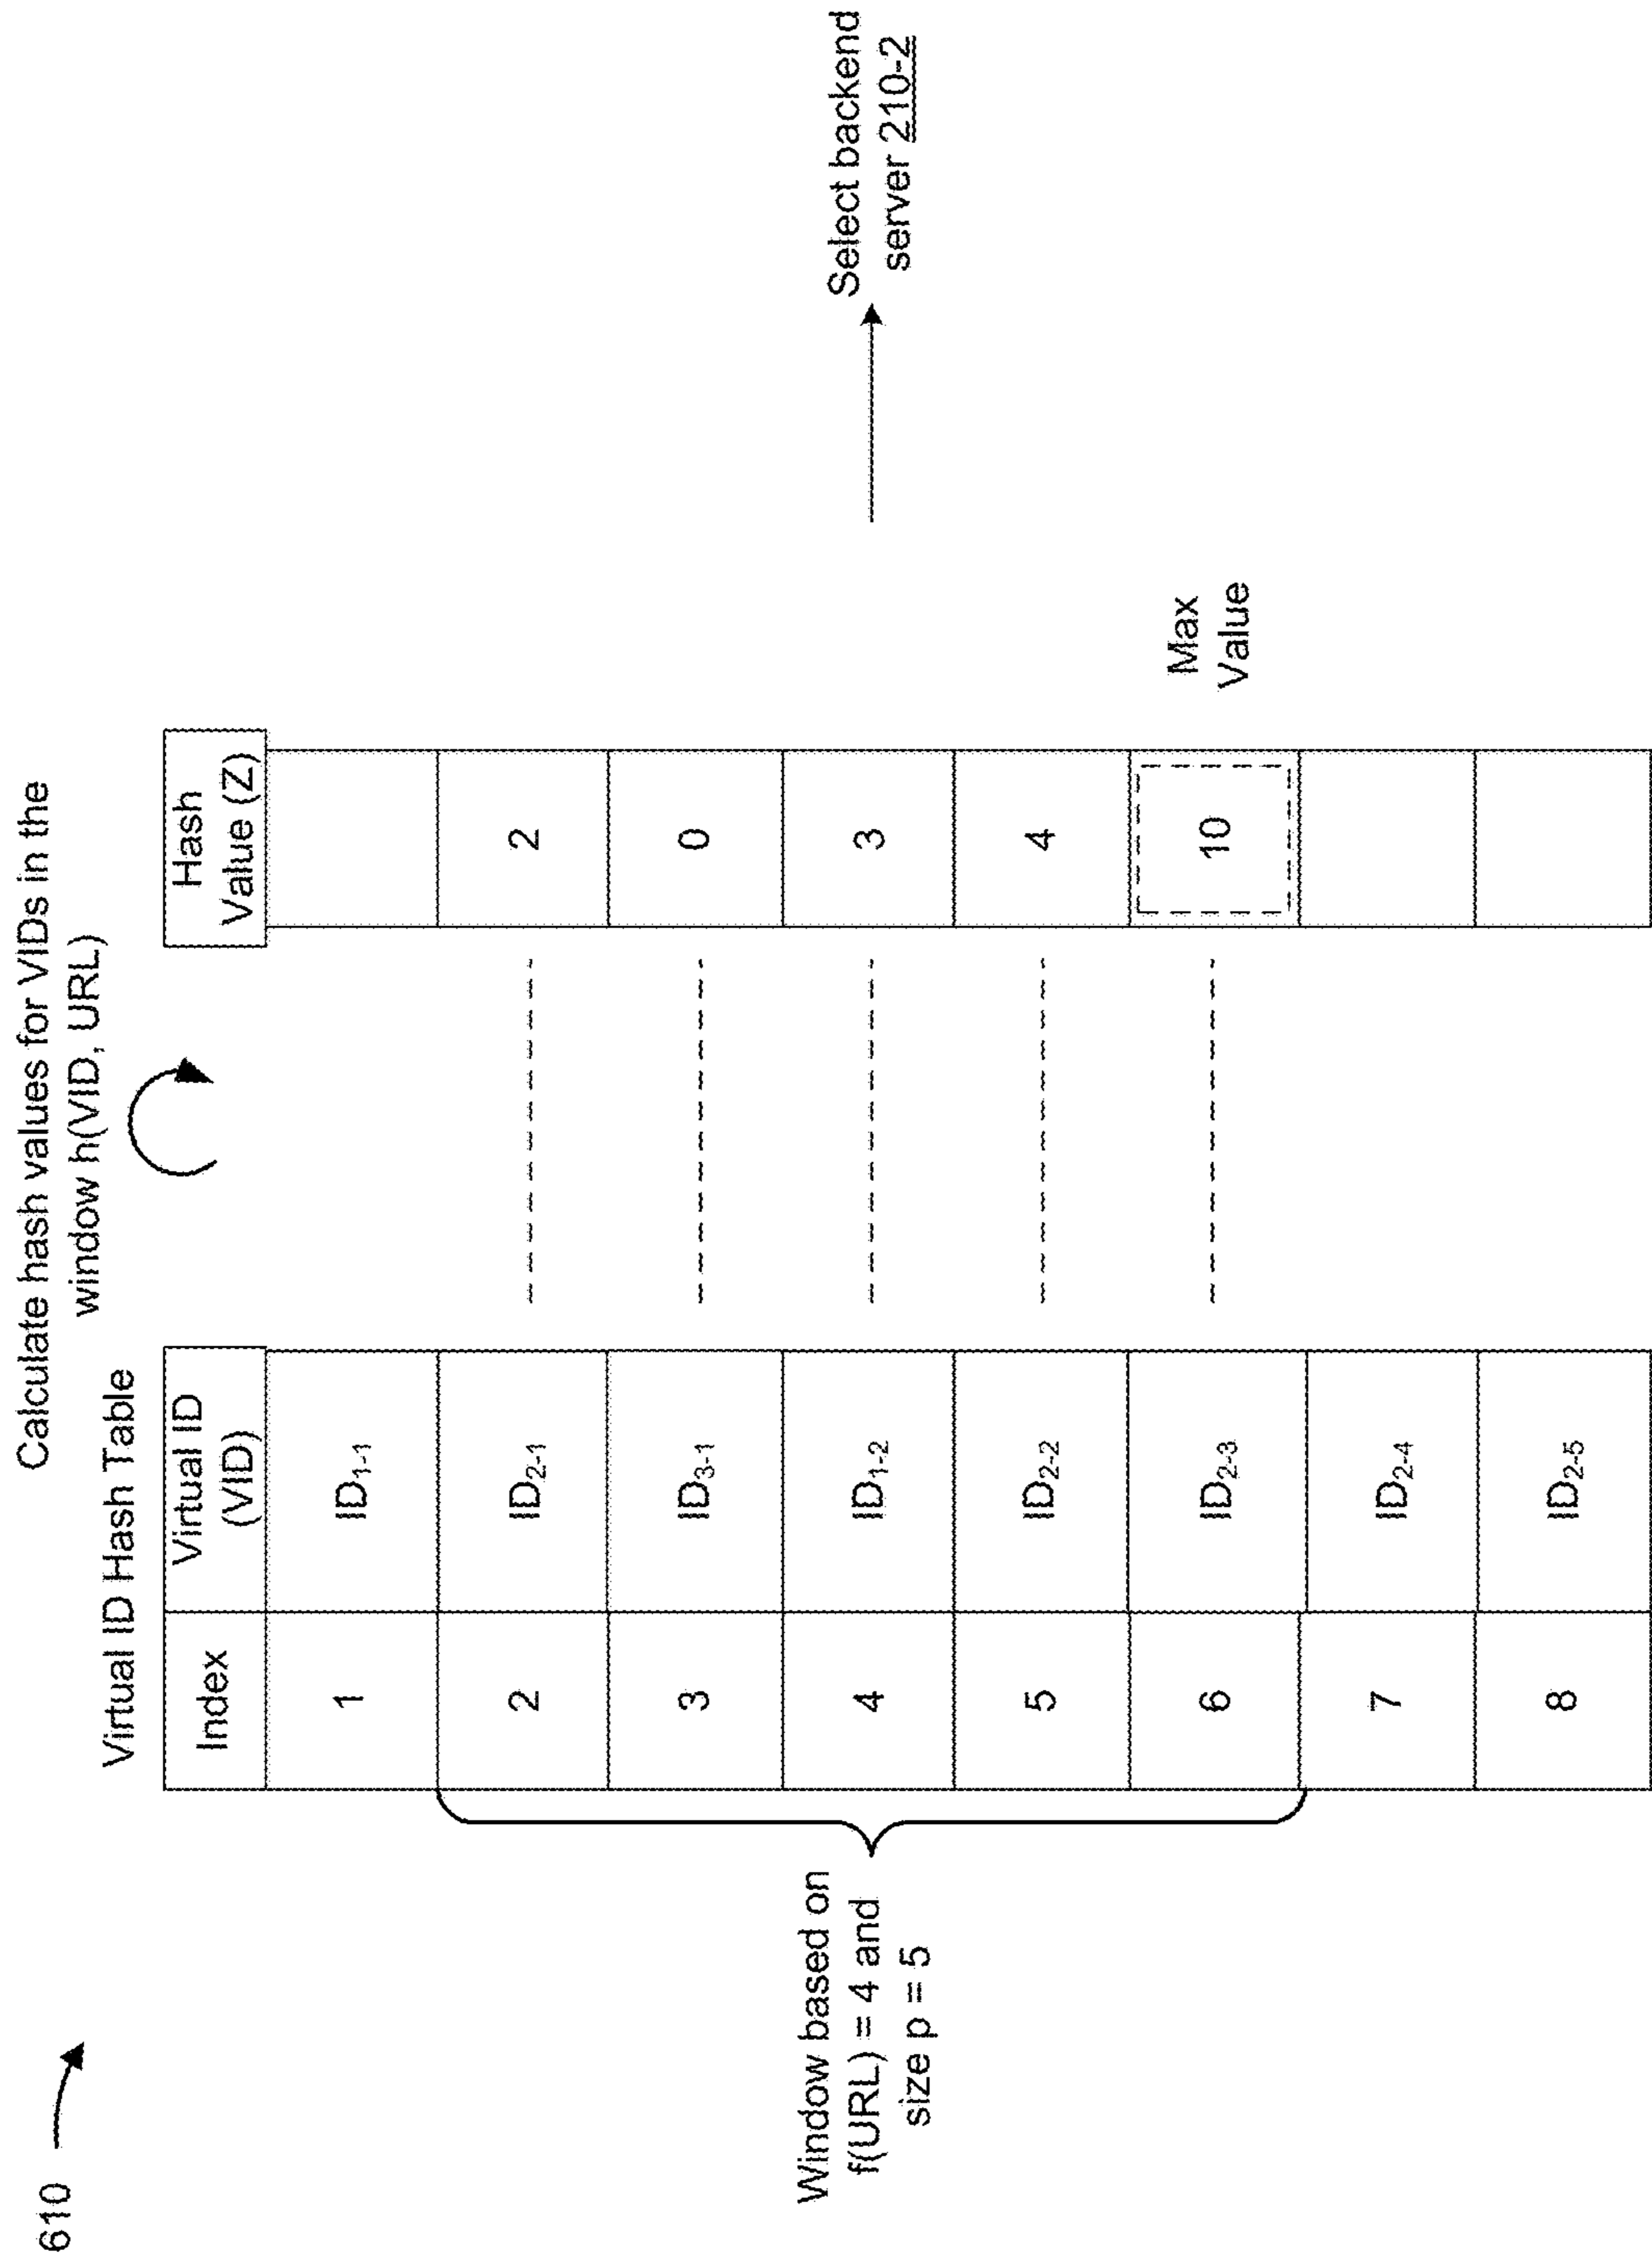 610
Calculate hash values for VIDs in the
window h(VID, URL)
Virtual ID Hash Table
Index Virtual ID (VID) Hash Value (Z)
1 ID1-1
2 ID2-1 2
3 ID3-1 0
4 ID1-2 3
5 ID2-2 4
6 ID2-3 10
7 ID2-4
8 ID2-5
Window based on
f(URL) = 4 and
size p = 5
Max
Value
Select backend
server 210-2